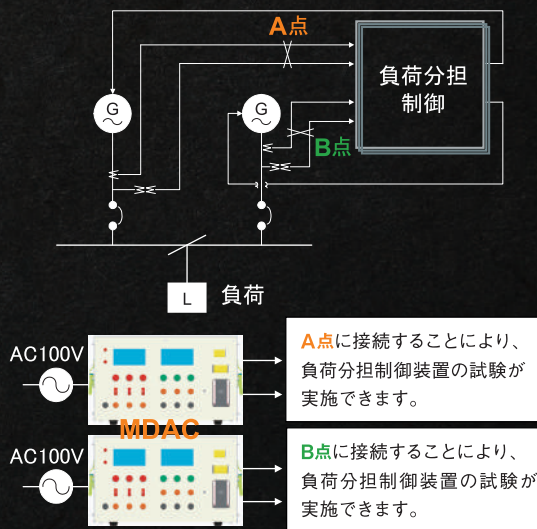 A点
負荷分担
制御
G
G
B点
L 負荷
AC100V
A点に接続することにより、
負荷分担制御装置の試験が
実施できます。
MDAC
AC100V
B点に接続することにより、
負荷分担制御装置の試験が
実施できます。